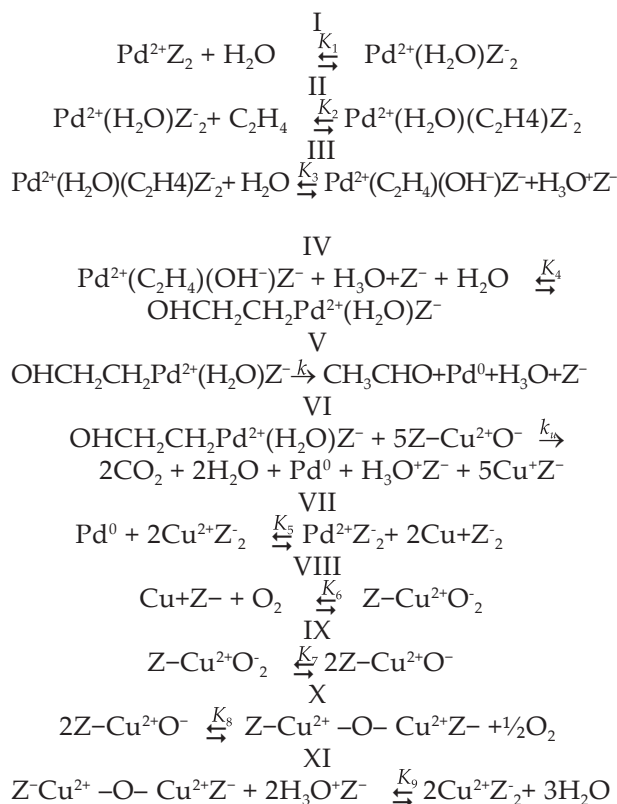 I
Pd²⁺Z₂ + H₂O ⇆ K₁ Pd²⁺(H₂O)Z⁻₂
II
Pd²⁺(H₂O)Z⁻₂+ C₂H₄ ⇆ K₂ Pd²⁺(H₂O)(C₂H4)Z⁻₂
III
Pd²⁺(H₂O)(C₂H4)Z⁻₂+ H₂O ⇆ K₃ Pd²⁺(C₂H₄)(OH⁻)Z⁻+H₃O⁺Z⁻
IV
Pd²⁺(C₂H₄)(OH⁻)Z⁻ + H₃O+Z⁻ + H₂O ⇆ K₄
OHCH₂CH₂Pd²⁺(H₂O)Z⁻
V
OHCH₂CH₂Pd²⁺(H₂O)Z⁻ → k CH₃CHO+Pd⁰+H₃O+Z⁻
VI
OHCH₂CH₂Pd²⁺(H₂O)Z⁻ + 5Z−Cu²⁺O⁻ → kᵤ
2CO₂ + 2H₂O + Pd⁰ + H₃O⁺Z⁻ + 5Cu⁺Z⁻
VII
Pd⁰ + 2Cu²⁺Z⁻₂ ⇆ K₅ Pd²⁺Z⁻₂+ 2Cu+Z⁻₂
VIII
Cu+Z− + O₂ ⇆ K₆ Z−Cu²⁺O⁻₂
IX
Z−Cu²⁺O⁻₂ ⇆ K₇ 2Z−Cu²⁺O⁻
X
2Z−Cu²⁺O⁻ ⇆ K₈ Z−Cu²⁺ −O− Cu²⁺Z− +½O₂
XI
Z⁻Cu²⁺ −O− Cu²⁺Z⁻ + 2H₃O⁺Z⁻ ⇆ K₉ 2Cu²⁺Z⁻₂+ 3H₂O